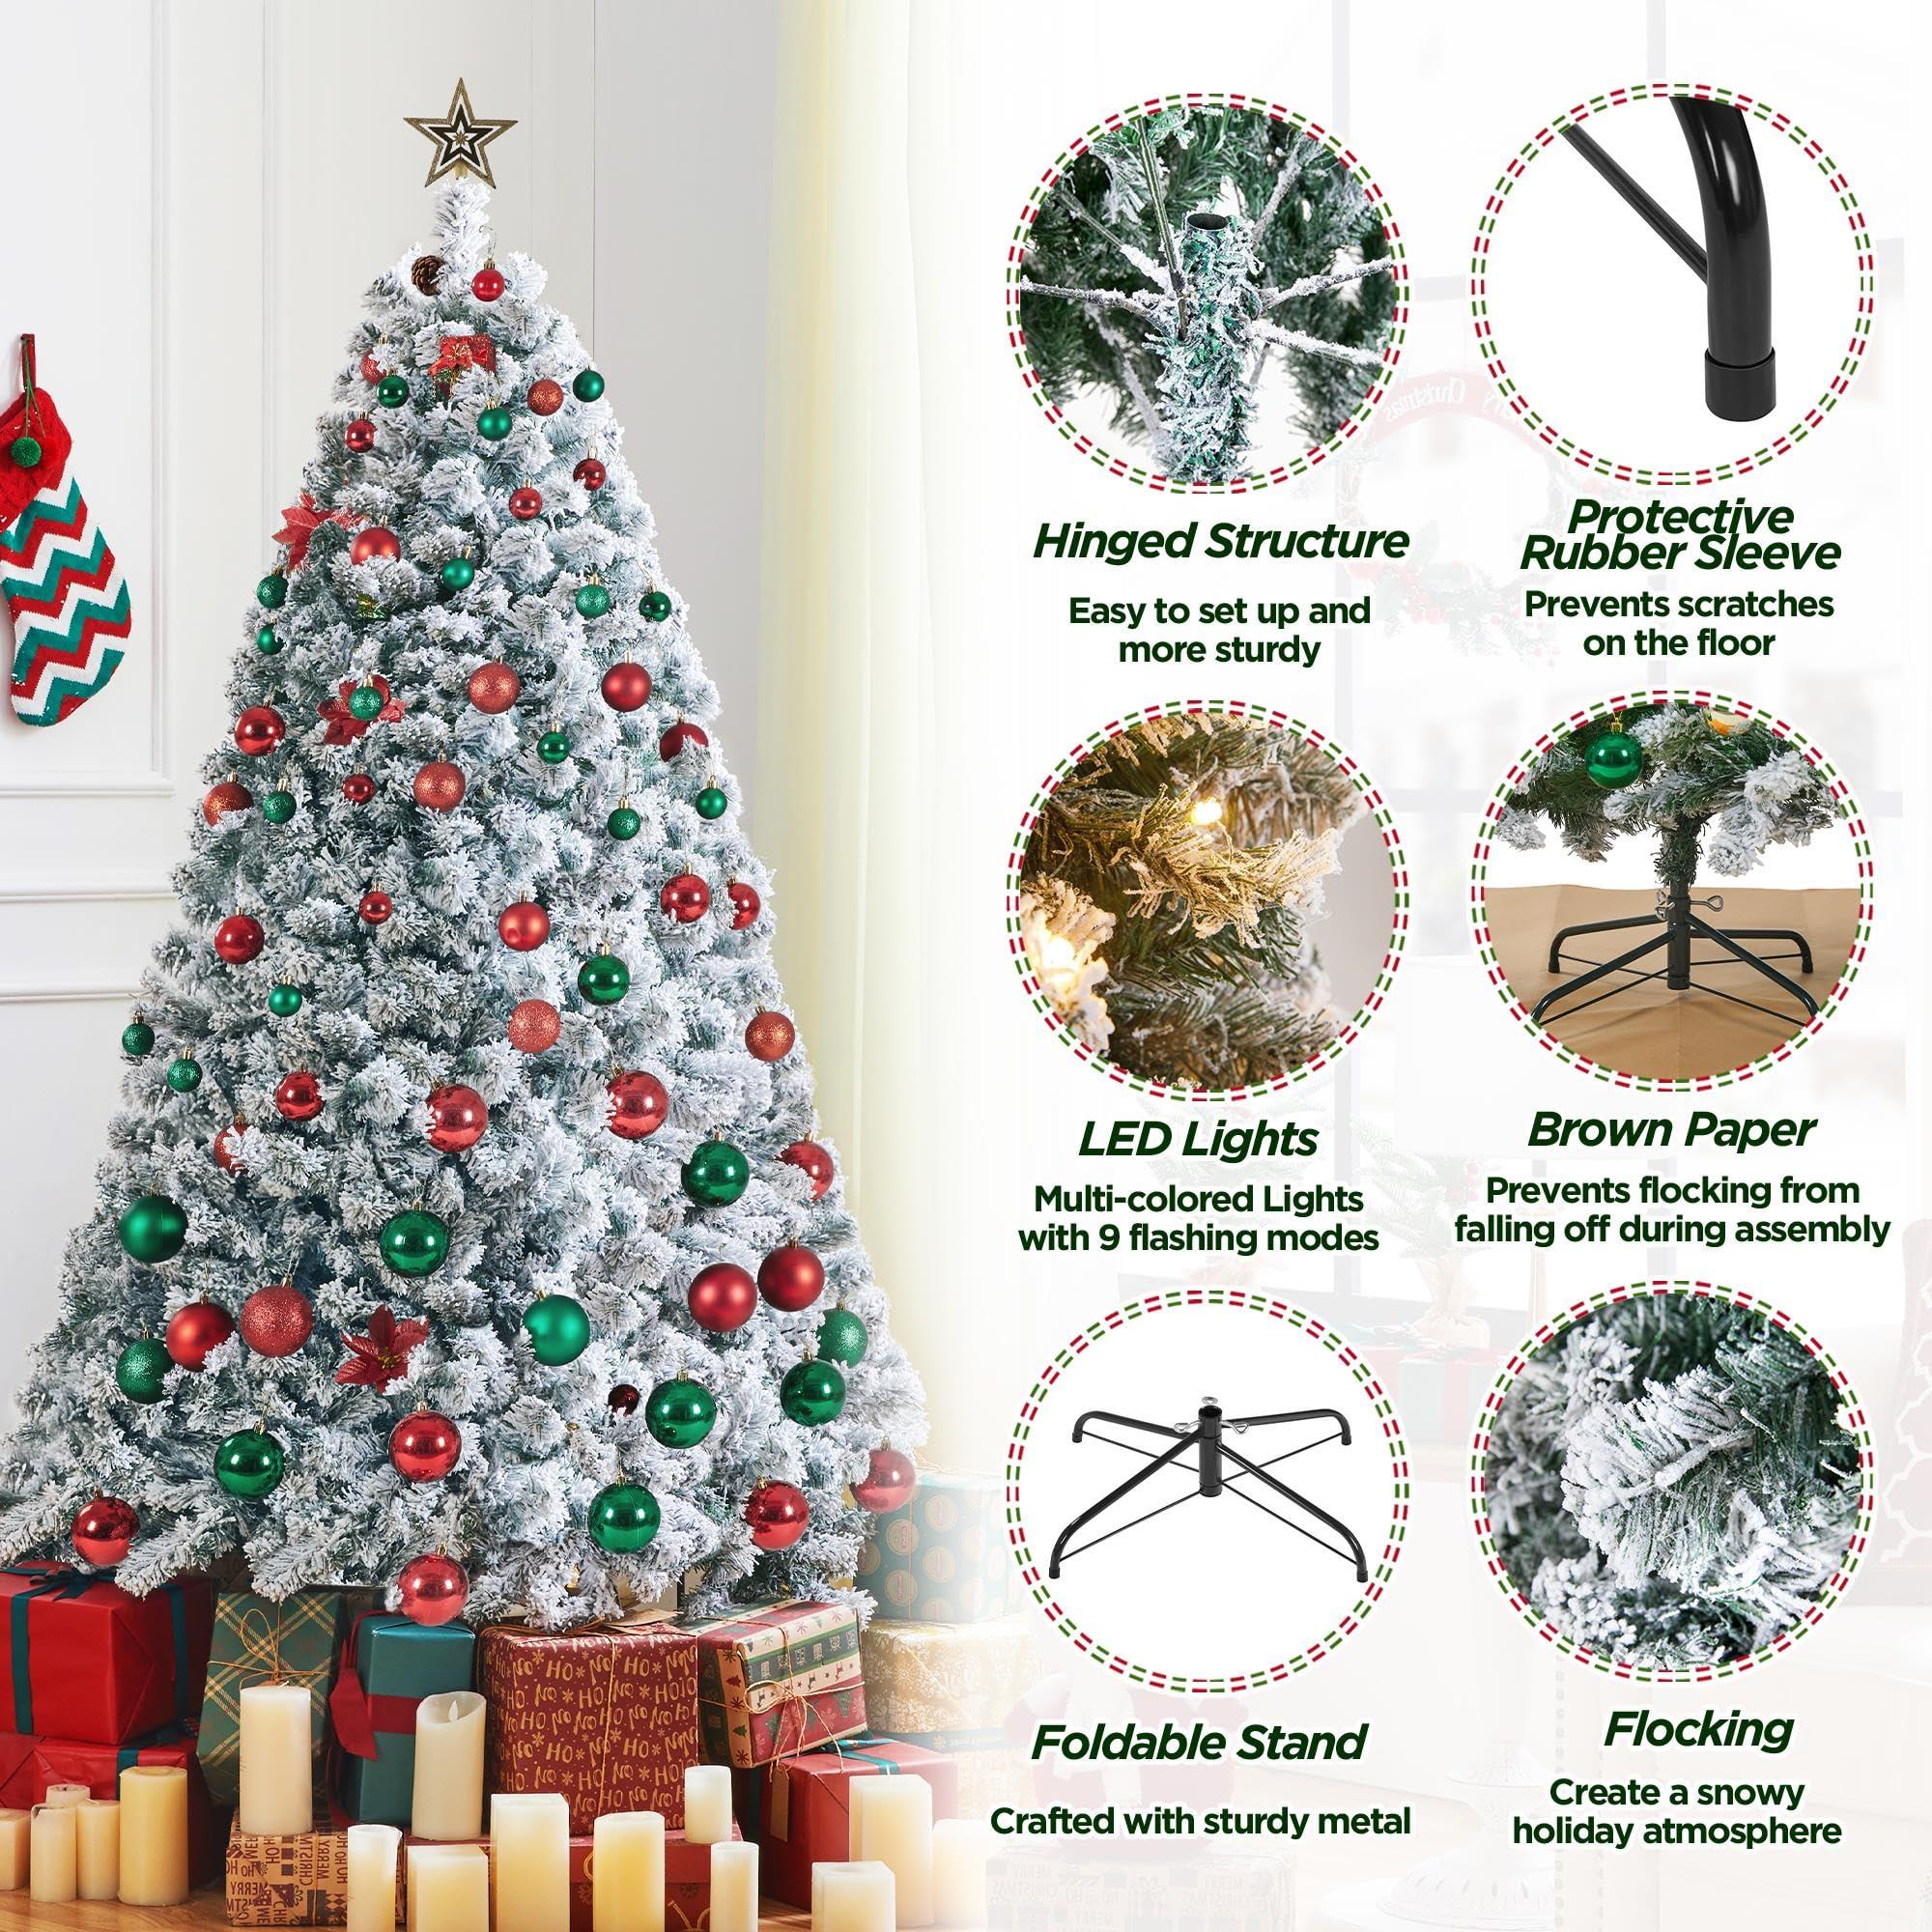 Hinged Structure
Easy to set up and
more sturdy
Protective
Rubber Sleeve
Prevents scratches
on the floor
LED Lights
Multi-colored Lights
with 9 flashing modes
Brown Paper
Prevents flocking from
falling off during assembly
Foldable Stand
Crafted with sturdy metal
Flocking
Create a snowy
holiday atmosphere
HO HO